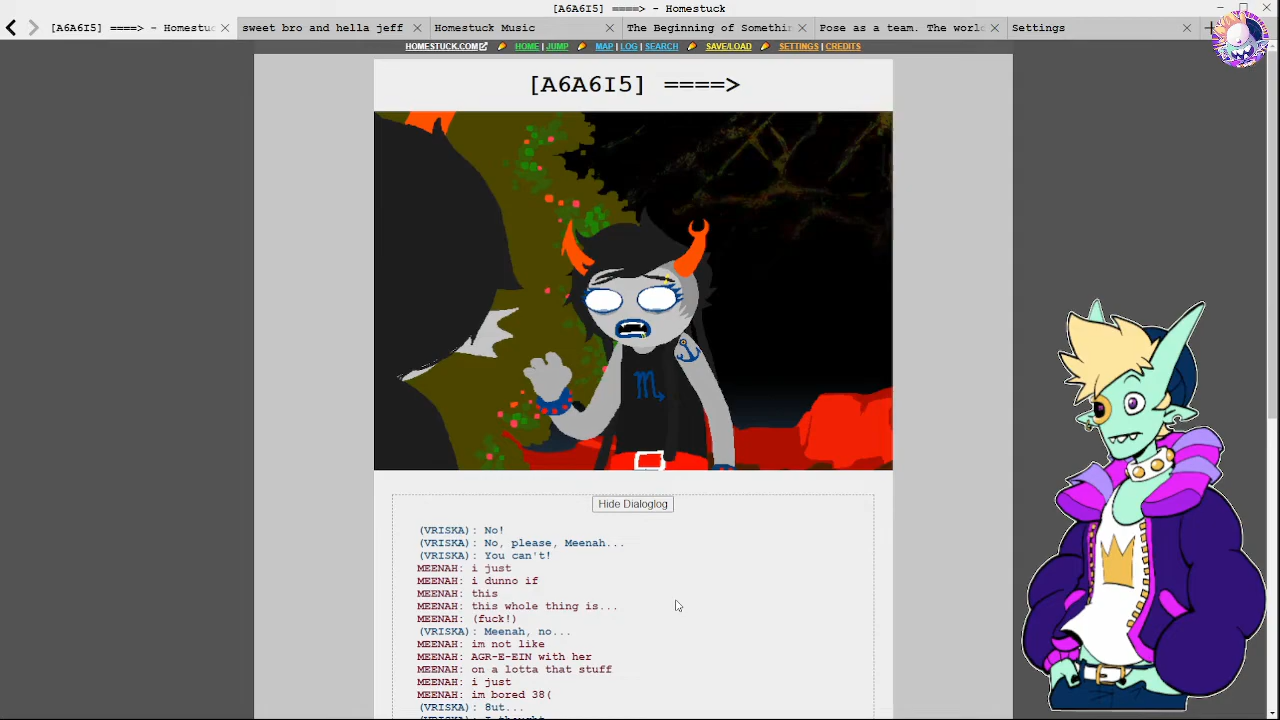 [A6A6I5] ====> - Homestuck
[A6A6I5] ====> - Homestuc
sweet bro and hella jeff
Homestuck Music
The Beginning of Somethin
Pose as a team. The worl
Settings
HOMESTUCK.COM HOME | JUMP MAP | LOG | SEARCH SAVE/LOAD SETTINGS | CREDITS
[A6A6I5] ====>
Hide Dialoglog
(VRISKA): No!
(VRISKA): No, please, Meenah...
(VRISKA): You can't!
MEENAH: i just
MEENAH: i dunno if
MEENAH: this
MEENAH: this whole thing is...
MEENAH: (fuck!)
(VRISKA): Meenah, no...
MEENAH: im not like
MEENAH: AGR-E-EIN with her
MEENAH: on a lotta that stuff
MEENAH: i just
MEENAH: im bored 38(
(VRISKA): 8ut...